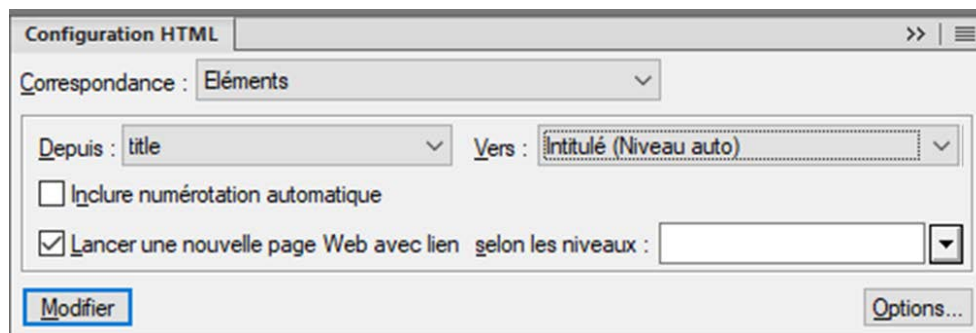 Configuration HTML
Correspondance : Eléments
Depuis : title Vers : Intitulé (Niveau auto)
Inclure numérotation automatique
Lancer une nouvelle page Web avec lien selon les niveaux :
Modifier Options...